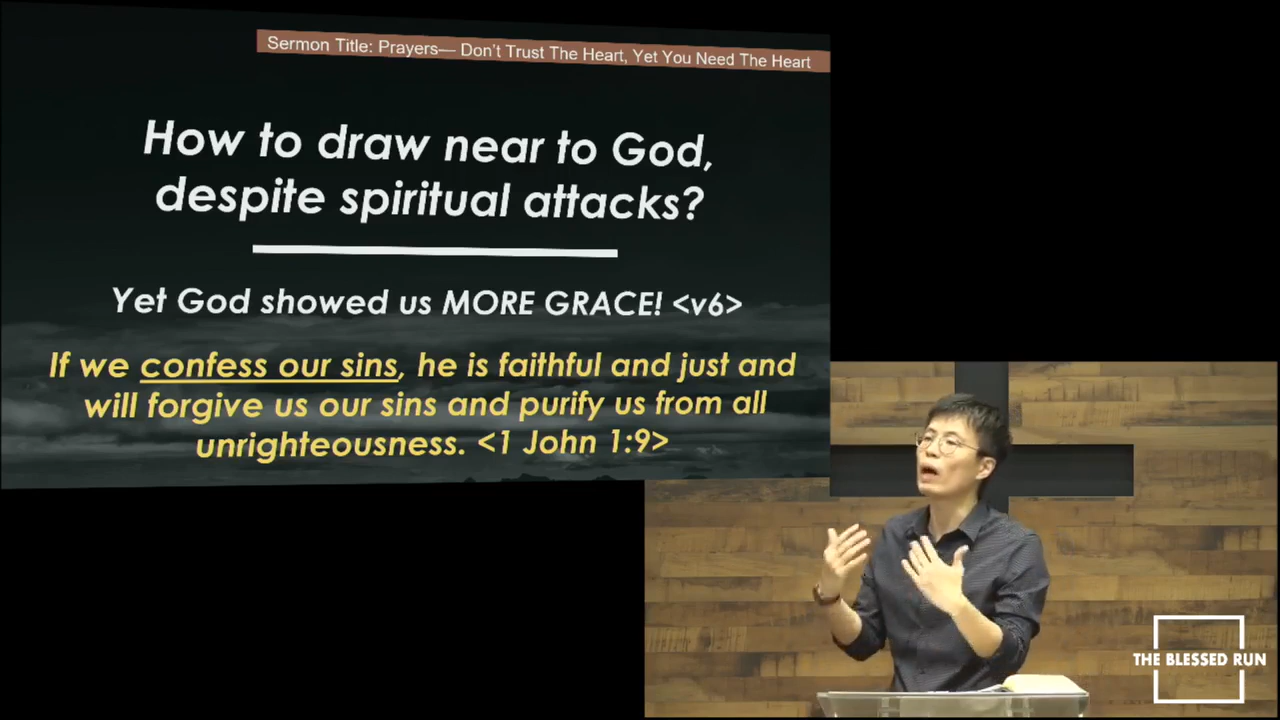 Sermon Title: Prayers— Don't Trust The Heart, Yet You Need The Heart
How to draw near to God,
despite spiritual attacks?
Yet God showed us MORE GRACE! <v6>
If we confess our sins, he is faithful and just and
will forgive us our sins and purify us from all
unrighteousness. <1 John 1:9>
THE BLESSED RUN